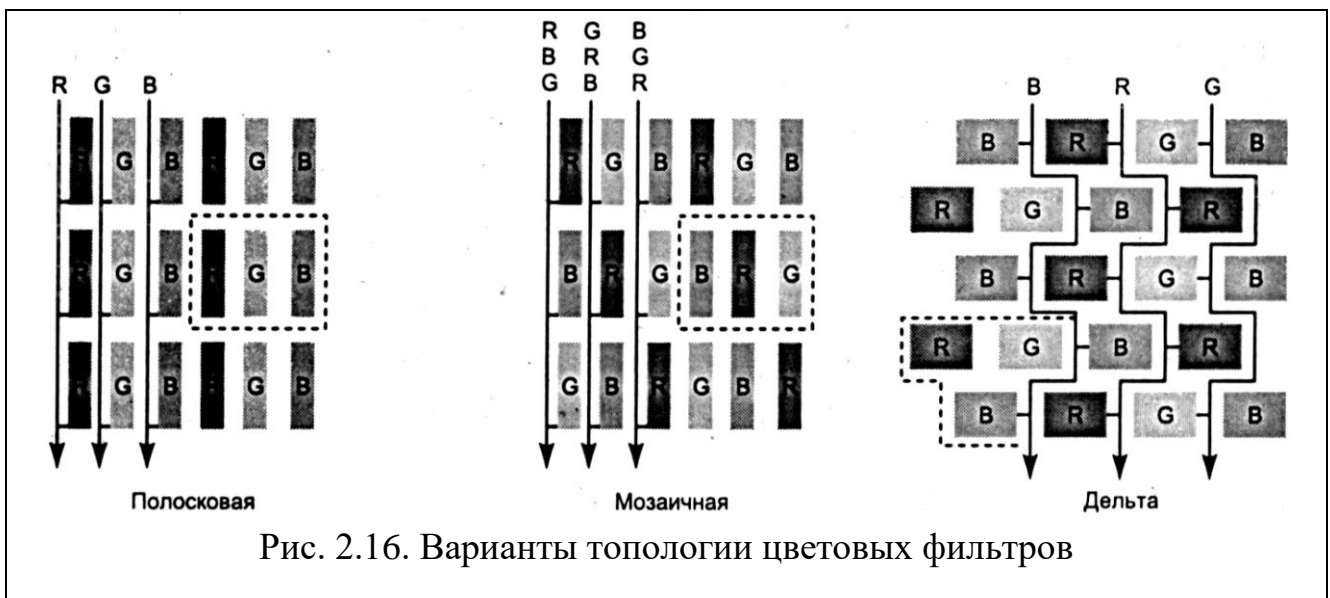 R G B
G B G B
G B G B
G B G B
Полосковая
R G B
B R G
G B R
R G B R G B
B R G B R G
G B R G B R
Мозаичная
B R G
B R G B
R G B R
B R G B
R G B R
B R G B
Дельта
Рис. 2.16. Варианты топологии цветовых фильтров